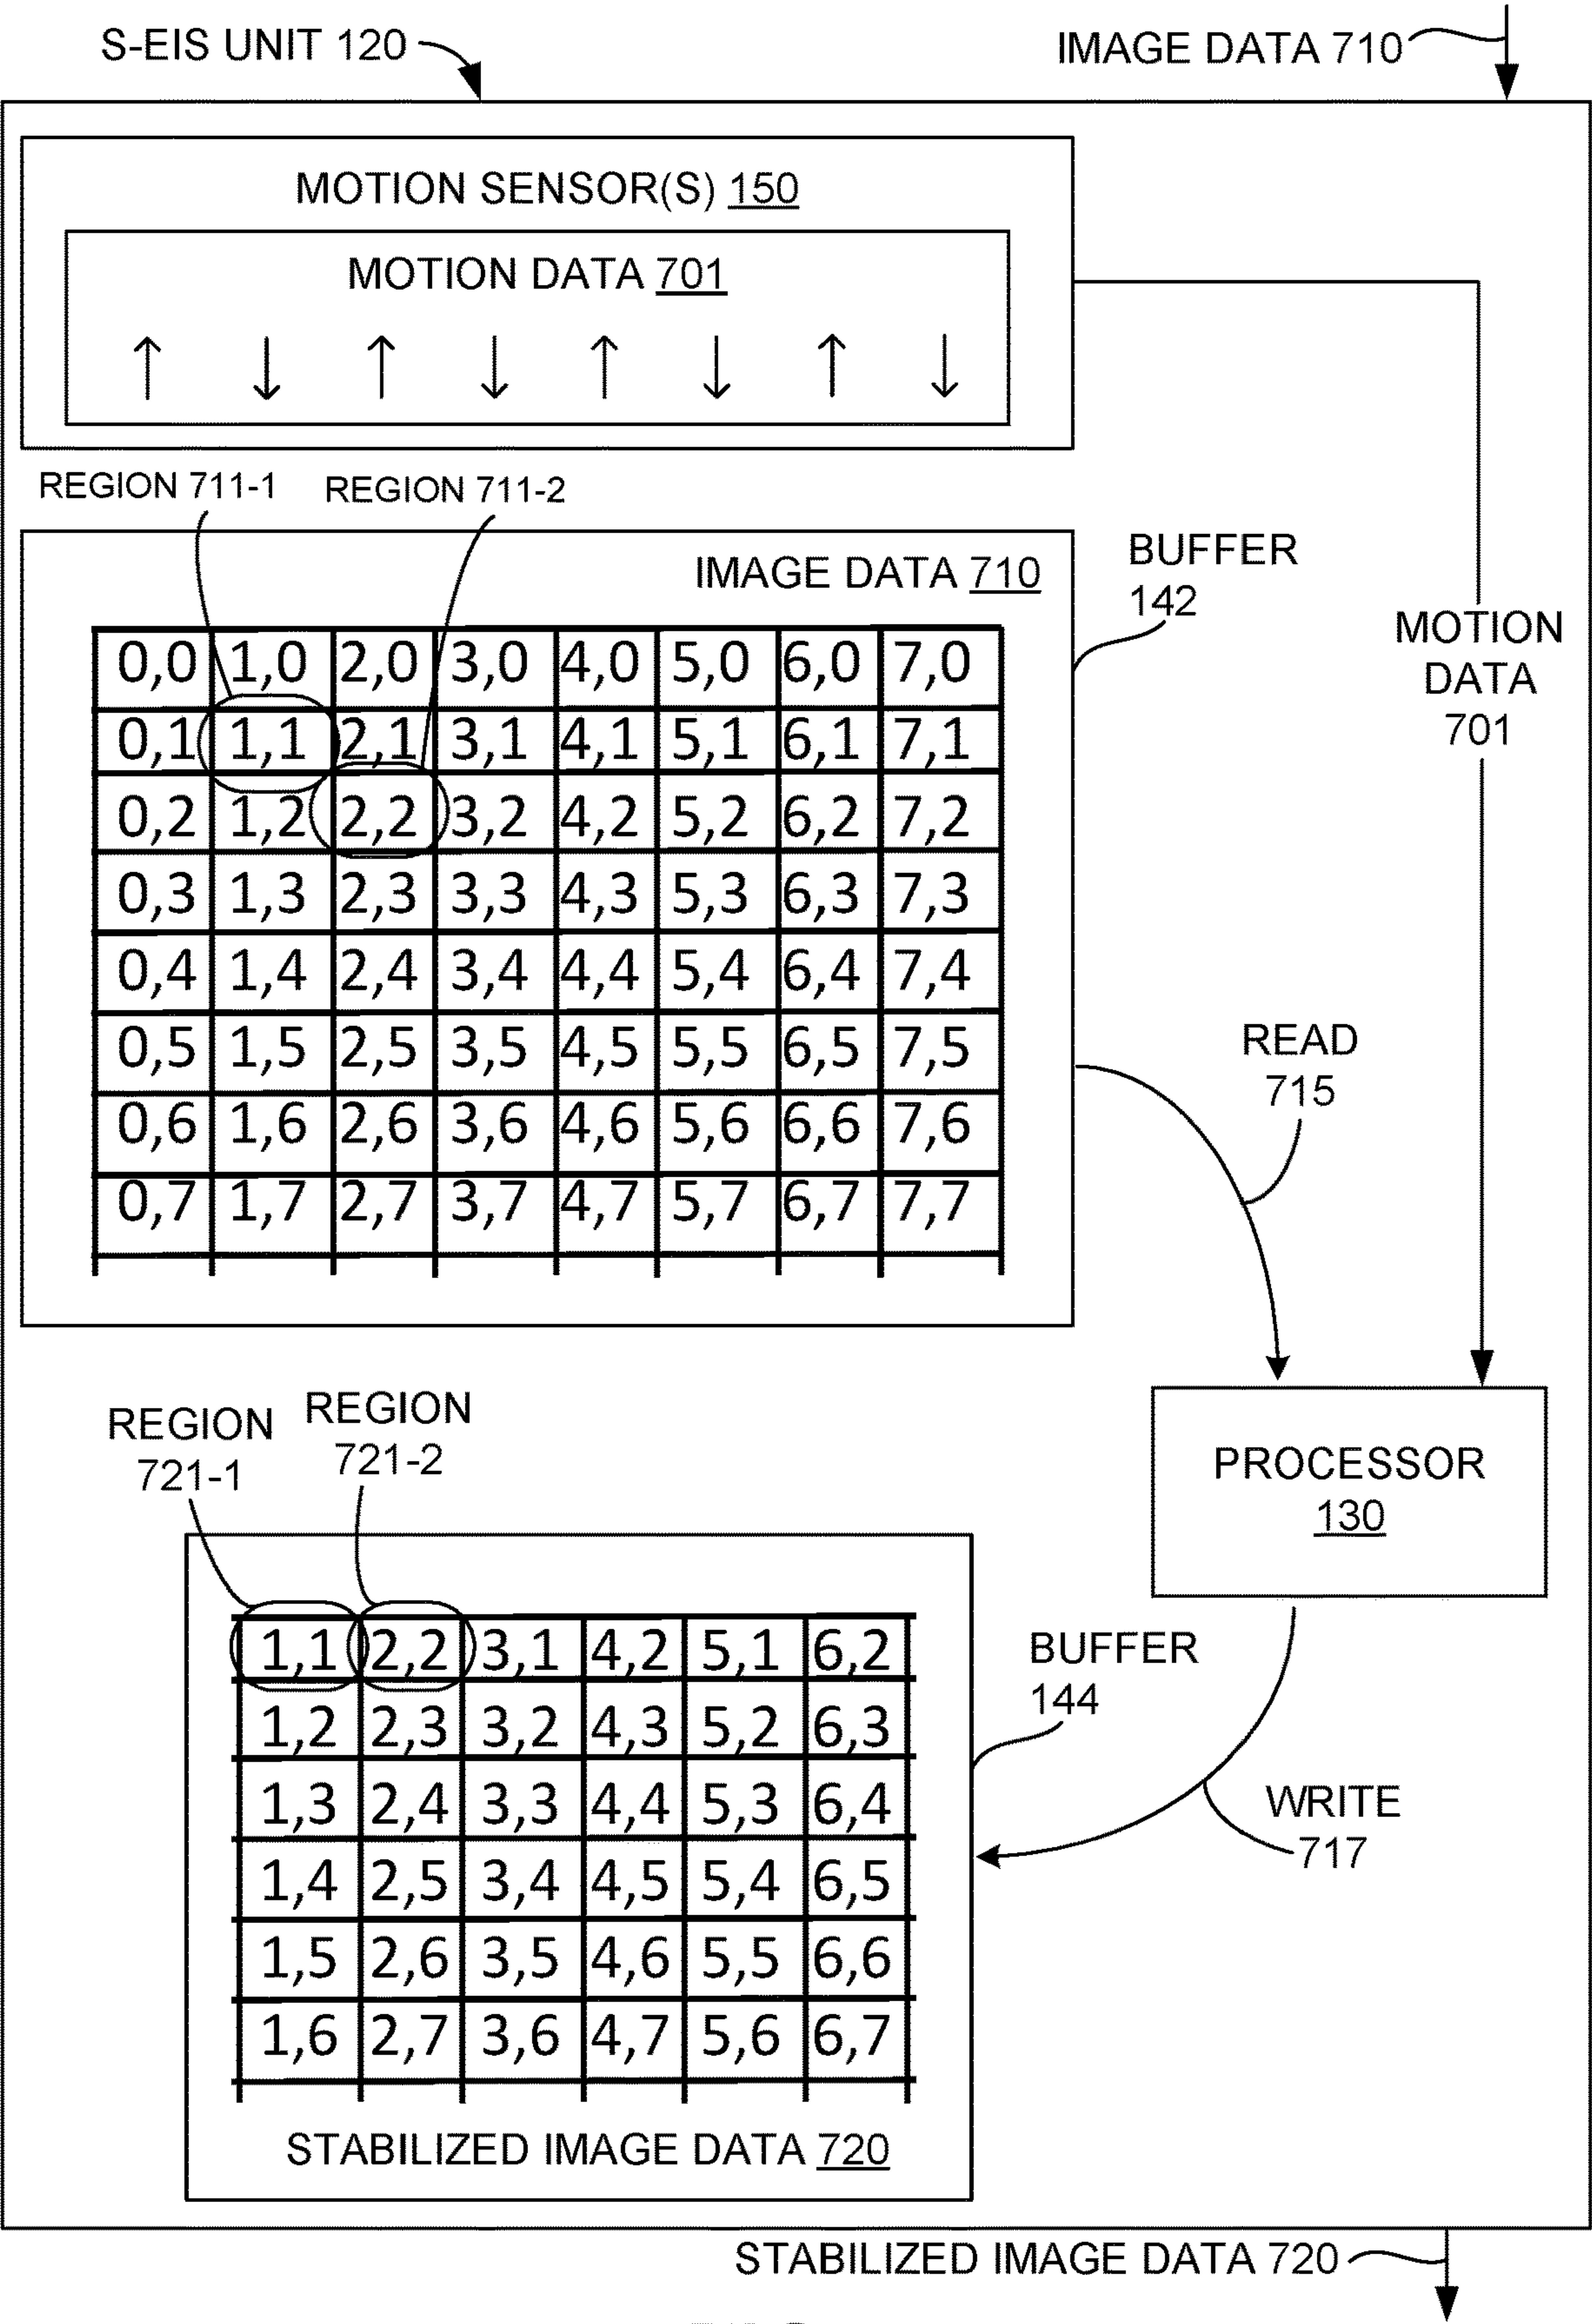 S-EIS UNIT 120
IMAGE DATA 710
MOTION SENSOR(S) 150
MOTION DATA 701
↑ ↓ ↑ ↓ ↑ ↓ ↑ ↓
REGION 711-1
REGION 711-2
IMAGE DATA 710
BUFFER
142
MOTION
DATA
701
0,0 1,0 2,0 3,0 4,0 5,0 6,0 7,0
0,1 1,1 2,1 3,1 4,1 5,1 6,1 7,1
0,2 1,2 2,2 3,2 4,2 5,2 6,2 7,2
0,3 1,3 2,3 3,3 4,3 5,3 6,3 7,3
0,4 1,4 2,4 3,4 4,4 5,4 6,4 7,4
0,5 1,5 2,5 3,5 4,5 5,5 6,5 7,5
0,6 1,6 2,6 3,6 4,6 5,6 6,6 7,6
0,7 1,7 2,7 3,7 4,7 5,7 6,7 7,7
READ
715
REGION
721-1
REGION
721-2
PROCESSOR
130
1,1 2,2 3,1 4,2 5,1 6,2
1,2 2,3 3,2 4,3 5,2 6,3
1,3 2,4 3,3 4,4 5,3 6,4
1,4 2,5 3,4 4,5 5,4 6,5
1,5 2,6 3,5 4,6 5,5 6,6
1,6 2,7 3,6 4,7 5,6 6,7
BUFFER
144
WRITE
717
STABILIZED IMAGE DATA 720
STABILIZED IMAGE DATA 720